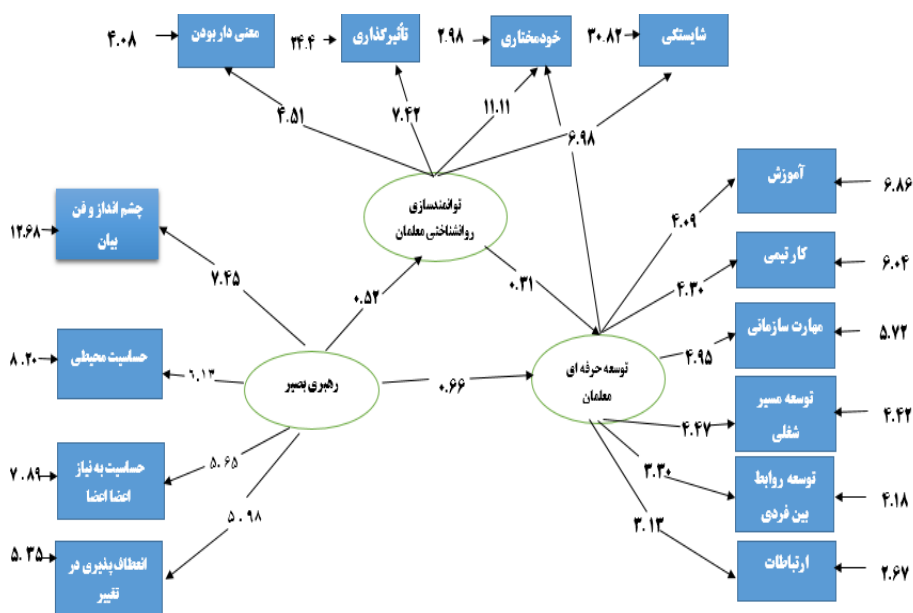 ۴.۰۸
معنی دار بودن
۲۴.۴
تأثیرگذاری
۲.۹۸
خودمختاری
۳۰.۸۲
شایستگی
۴.۵۱
۷.۴۲
۱۱.۱۱
۶.۹۸
توانمندسازی
روانشناختی معلمان
۱۲.۶۸
چشم انداز و فن
بیان
۷.۴۵
۰.۵۲
۰.۳۱
۸.۲۰
حساسیت محیطی
۶.۱۳
رهبری بصیر
۰.۶۶
توسعه حرفه ای
معلمان
۷.۸۹
حساسیت به نیاز
اعضا اعضا
۵.۶۵
۵.۳۵
انعطاف پذیری در
تغییر
۵.۹۸
۴.۰۹
آموزش
۶.۸۶
۴.۳۰
کار تیمی
۶.۰۴
۴.۹۵
مهارت سازمانی
۵.۷۲
۴.۴۷
توسعه مسیر
شغلی
۴.۴۲
۳.۳۰
توسعه روابط
بین فردی
۴.۱۸
۳.۱۳
ارتباطات
۲.۶۷